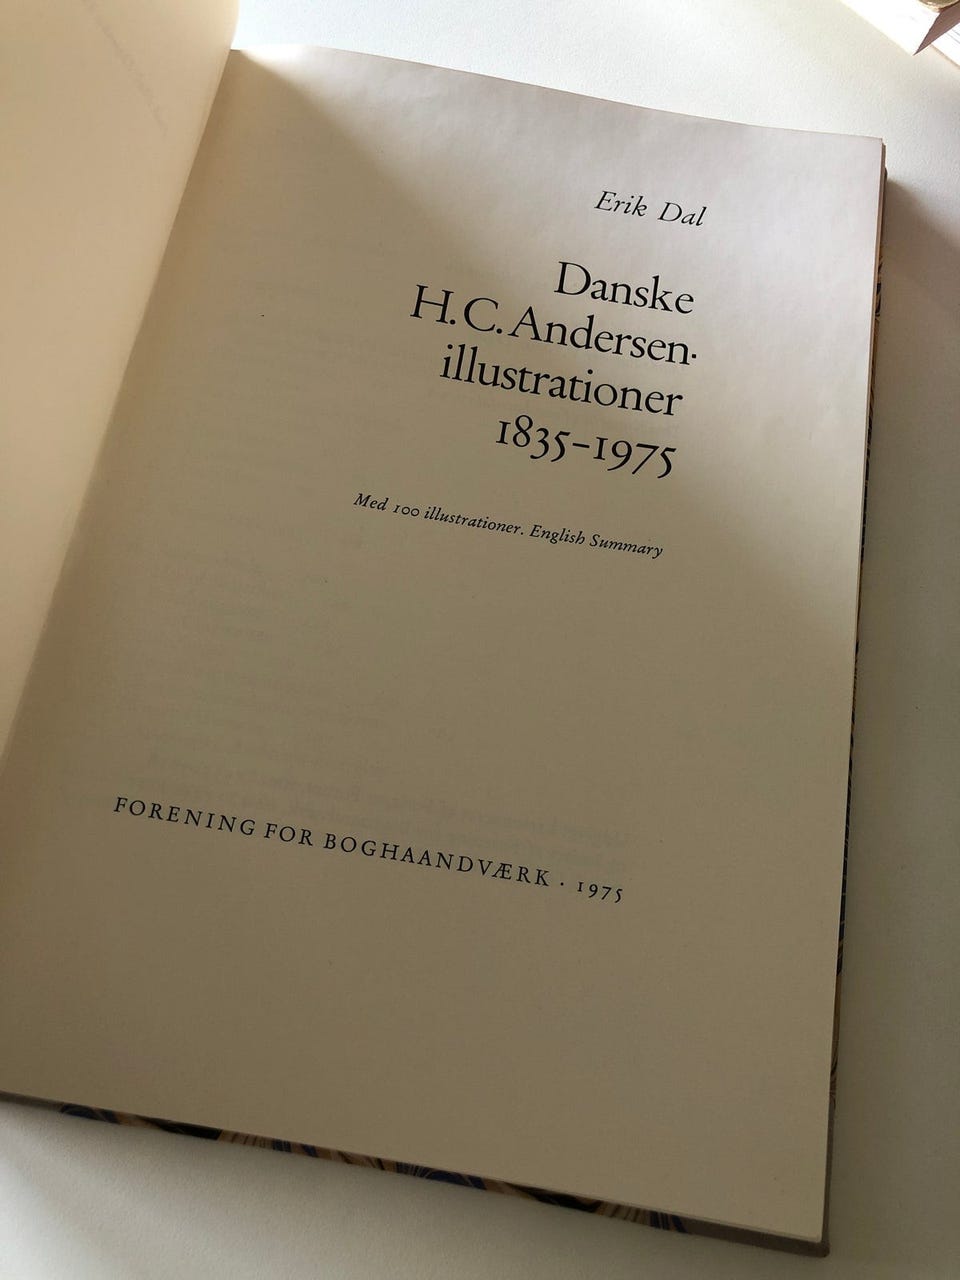 Erik Dal
Danske
H.C. Andersen-
illustrationer
1835-1975
Med 100 illustrationer. English Summary
FORENING FOR BOGHAANDVÆRK · 1975